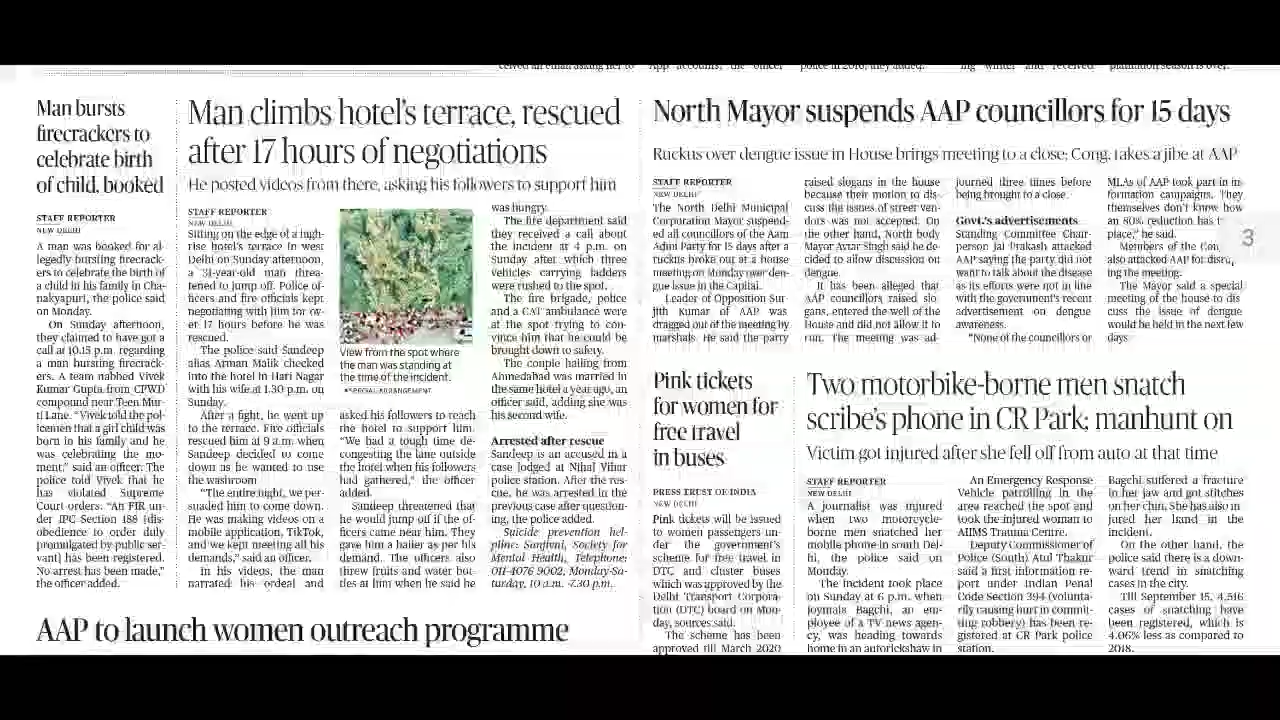 Man bursts
firecrackers to
celebrate birth
of child, booked
STAFF REPORTER
NEW DELHI
A man was booked for al-
legedly bursting firecrack-
ers to celebrate the birth of
a child in his family in Cha-
nakyapuri, the police said
on Monday.
On Sunday afternoon,
they claimed to have got a
call at 10.15 p.m. regarding
a man bursting firecrack-
ers. A team nabbed Vivek
Kumar Gupta from CPWD
compound near Teen Mur-
ti Lane. “Vivek told the pol-
icemen that a girl child was
born in his family and he
was celebrating the mo-
ment,” said an officer. The
police told Vivek that he
has violated Supreme
Court orders. “An FIR un-
der IPC Section 188 (dis-
obedience to order duly
promulgated by public ser-
vant) has been registered.
No arrest has been made,”
the officer added.
Man climbs hotel’s terrace, rescued
after 17 hours of negotiations
He posted videos from there, asking his followers to support him
STAFF REPORTER
NEW DELHI
Sitting on the edge of a high-
rise hotel’s terrace in west
Delhi on Sunday afternoon,
a 31-year-old man threa-
tened to jump off. Police of-
ficers and fire officials kept
negotiating with him for ov-
er 17 hours before he was
rescued.
The police said Sandeep
alias Arman Malik checked
into the hotel in Hari Nagar
with his wife at 1.30 p.m. on
Sunday.
After a fight, he went up
to the terrace. Fire officials
rescued him at 9 a.m. when
Sandeep decided to come
down as he wanted to use
the washroom
“The entire night, we per-
suaded him to come down.
He was making videos on a
mobile application, TikTok,
and we kept meeting all his
demands,” said an officer.
In his videos, the man
narrated his ordeal and
View from the spot where
the man was standing at
the time of the incident.
SPECIAL ARRANGEMENT
asked his followers to reach
the hotel to support him.
“We had a tough time de-
congesting the lane outside
the hotel when his followers
had gathered,” the officer
added.
Sandeep threatened that
he would jump off if the of-
ficers came near him. They
gave him a hailer as per his
demand. The officers also
threw fruits and water bot-
tles at him when he said he
was hungry.
The fire department said
they received a call about
the incident at 4 p.m. on
Sunday after which three
vehicles carrying ladders
were rushed to the spot.
The fire brigade, police
and a CAT ambulance were
at the spot trying to con-
vince him that he could be
brought down to safety.
The couple hailing from
Ahmedabad was married in
the same hotel a year ago, an
officer said, adding she was
his second wife.
Arrested after rescue
Sandeep is an accused in a
case lodged at Nihal Vihar
police station. After the res-
cue, he was arrested in the
previous case after question-
ing, the police added.
Suicide prevention hel-
pline: Sanjivni, Society for
Mental Health, Telephone:
011-4076 9002, Monday-Sa-
turday, 10 a.m. -7.30 p.m.
AAP to launch women outreach programme
North Mayor suspends AAP councillors for 15 days
Ruckus over dengue issue in House brings meeting to a close; Cong. takes a jibe at AAP
STAFF REPORTER
NEW DELHI
The North Delhi Municipal
Corporation Mayor suspend-
ed all councillors of the Aam
Admi Party for 15 days after a
ruckus broke out at a house
meeting on Monday over den-
gue issue in the Capital.
Leader of Opposition Sur-
jith Kumar of AAP was
dragged out of the meeting by
marshals. He said the party
raised slogans in the house
because their motion to dis-
cuss the issues of street ven-
dors was not accepted. On
the other hand, North body
Mayor Avtar Singh said he de-
cided to allow discussion on
dengue.
It has been alleged that
AAP councillors raised slo-
gans, entered the well of the
House and did not allow it to
run. The meeting was ad-
journed three times before
being brought to a close.
Govt.’s advertisements
Standing Committee Chair-
person Jai Prakash attacked
AAP saying the party did not
want to talk about the disease
as its efforts were not in line
with the government’s recent
advertisement on dengue
awareness.
“None of the councillors or
MLAs of AAP took part in in-
formation campaigns. They
themselves don’t know how
an 80% reduction has t
place,” he said.
Members of the
also attacked AAP for disrup
ing the meeting.
The Mayor said a special
meeting of the house to dis-
cuss the issue of dengue
would be held in the next few
days
3
Pink tickets
for women for
free travel
in buses
PRESS TRUST OF INDIA
NEW DELHI
Pink tickets will be issued
to women passengers un-
der the government’s
scheme for free travel in
DTC and cluster buses
which was approved by the
Delhi Transport Corpora-
tion (DTC) board on Mon-
day, sources said.
The scheme has been
approved till March 2020
Two motorbike-borne men snatch
scribe’s phone in CR Park; manhunt on
Victim got injured after she fell off from auto at that time
STAFF REPORTER
NEW DELHI
A journalist was injured
when two motorcycle-
borne men snatched her
mobile phone in south Del-
hi, the police said on
Monday.
The incident took place
on Sunday at 6 p.m. when
Joymala Bagchi, an em-
ployee of a TV news agen-
cy, was heading towards
home in an autorickshaw in
An Emergency Response
Vehicle patrolling in the
area reached the spot and
took the injured woman to
AIIMS Trauma Centre.
Deputy Commissioner of
Police (South) Atul Thakur
said a first information re-
port under Indian Penal
Code Section 394 (volunta-
rily causing hurt in commit-
ting robbery) has been re-
gistered at CR Park police
station.
Bagchi suffered a fracture
in her jaw and got stitches
on her chin. She has also in-
jured her hand in the
incident.
On the other hand, the
police said there is a down-
ward trend in snatching
cases in the city.
Till September 15, 4,516
cases of snatching have
been registered, which is
4.06% less as compared to
2018.